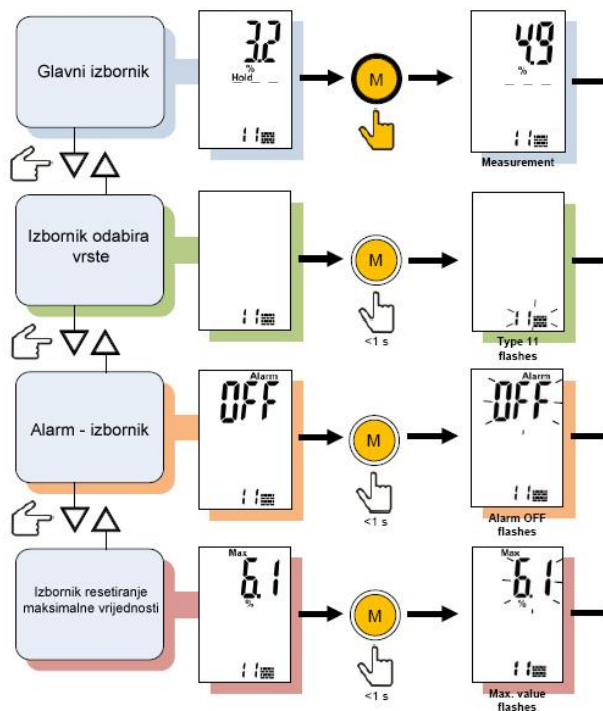 Glavni izbornik
3.2
%
Hold
11
M
4.9
%
11
Measurement
Izbornik odabira
vrste
11
M
<1 s
11
Type 11
flashes
Alarm - izbornik
Alarm
OFF
11
M
<1 s
Alarm
OFF
11
Alarm OFF
flashes
Izbornik resetiranje
maksimalne vrijednosti
Max
6.1
%
11
M
<1 s
Max
6.1
%
11
Max. value
flashes